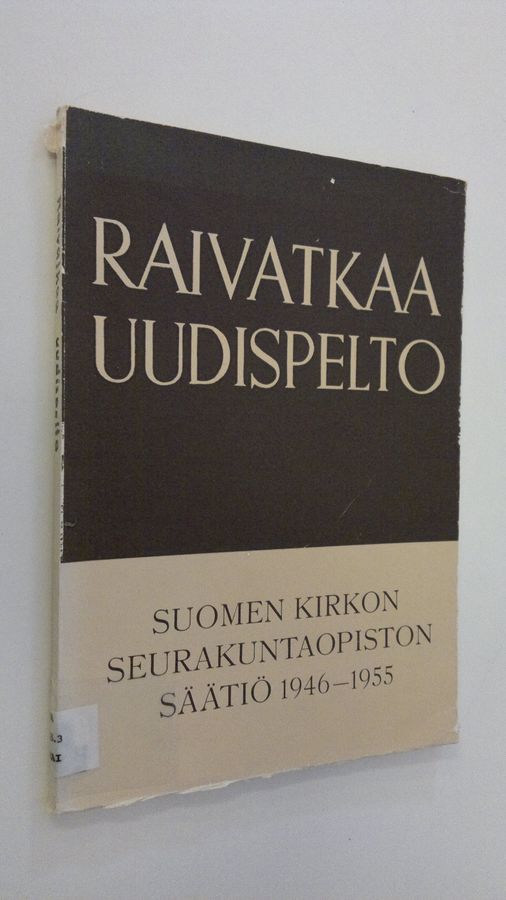 RAIVATKAA
UUDISPELTO
SUOMEN KIRKON
SEURAKUNTAOPISTON
SÄÄTIÖ 1946–1955